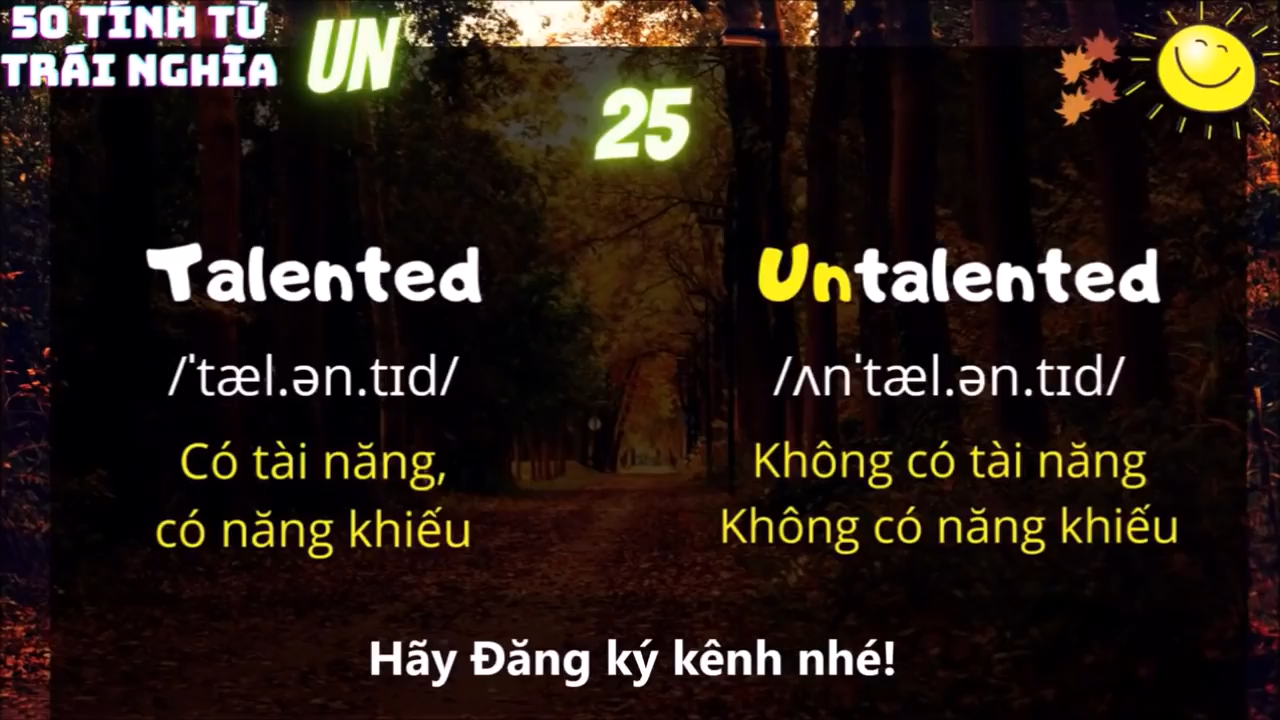 50 TÍNH TỪ
TRÁI NGHĨA
UN
25
Talented
Untalented
/ˈtæl.ən.tɪd/
/ʌnˈtæl.ən.tɪd/
Có tài năng,
có năng khiếu
Không có tài năng
Không có năng khiếu
Hãy Đăng ký kênh nhé!